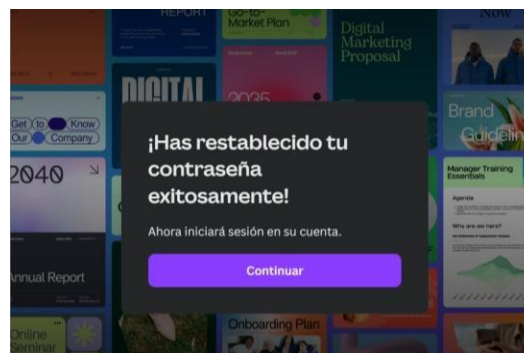 REPORT
Go-to-
Market Plan
Digital
Marketing
Proposal
Now
DIGITAL
2035
Get to Know
Our Company
Brand
Guidelin
2040
Manager Training
Essentials
Agenda
Why are we here?
¡Has restablecido tu
contraseña
exitosamente!
Ahora iniciará sesión en su cuenta.
Continuar
Annual Report
Online
Seminar
Onboarding Plan